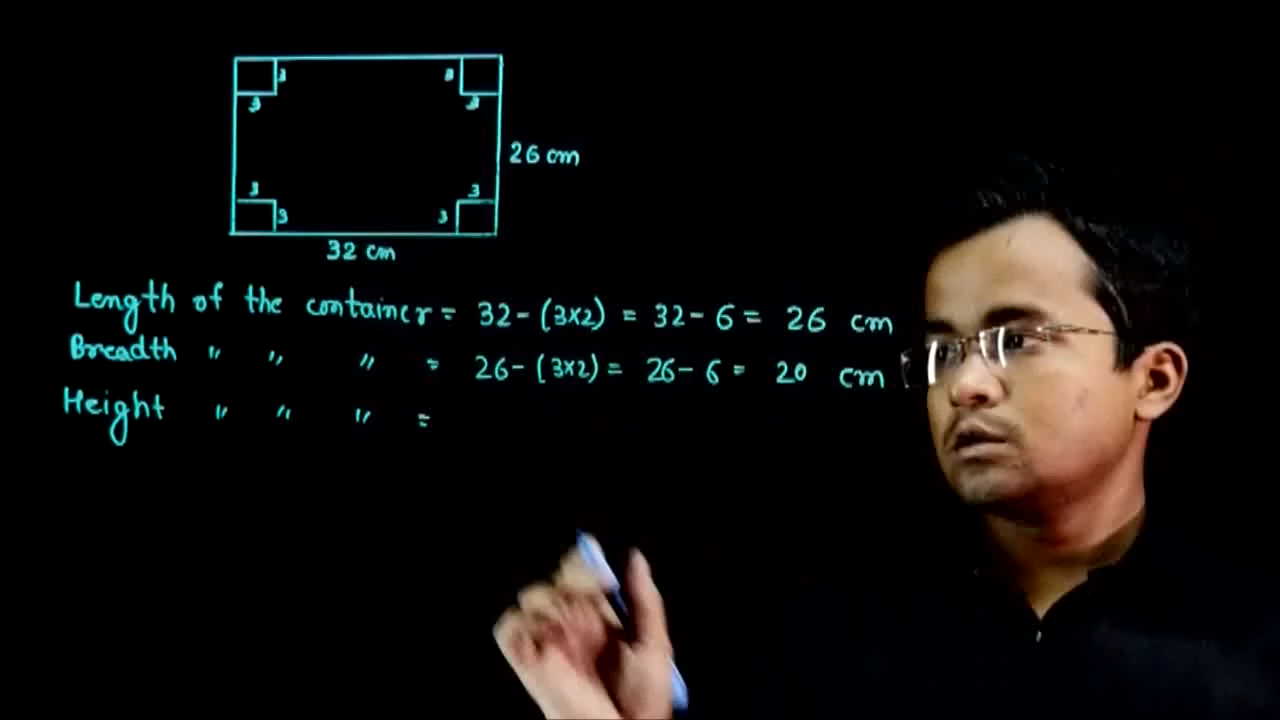 3 3
3 3
26 cm
3 3
3 3
32 cm
Length of the container = 32 - (3x2) = 32 - 6 = 26 cm
Breadth " " " = 26 - (3x2) = 26 - 6 = 20 cm
Height " " " =